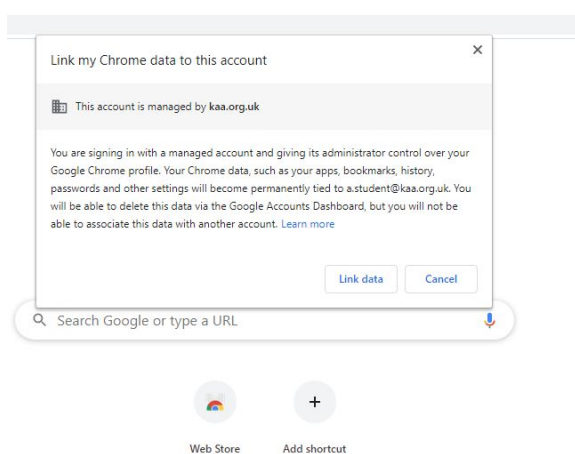 Link my Chrome data to this account
This account is managed by kaa.org.uk
You are signing in with a managed account and giving its administrator control over your
Google Chrome profile. Your Chrome data, such as your apps, bookmarks, history,
passwords and other settings will become permanently tied to a.student@kaa.org.uk. You
will be able to delete this data via the Google Accounts Dashboard, but you will not be
able to associate this data with another account. Learn more
Link data Cancel
Search Google or type a URL
Web Store Add shortcut